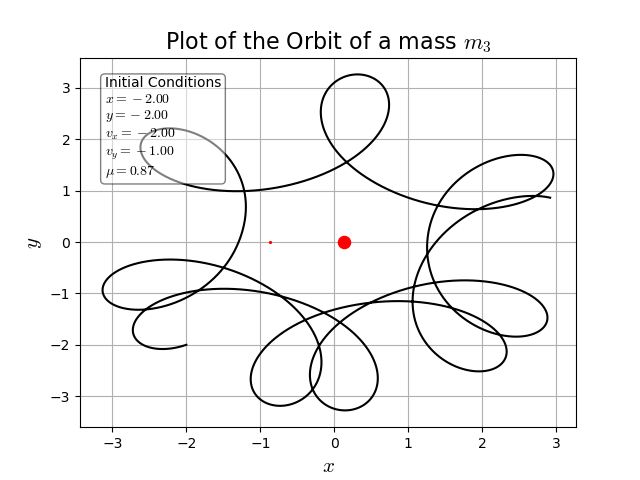 Plot of the Orbit of a mass m₃
Initial Conditions
x = −2.00
y = −2.00
vₓ = −2.00
v_y = −1.00
μ = 0.87
3
2
1
0
−1
−2
−3
y
−3 −2 −1 0 1 2 3
x